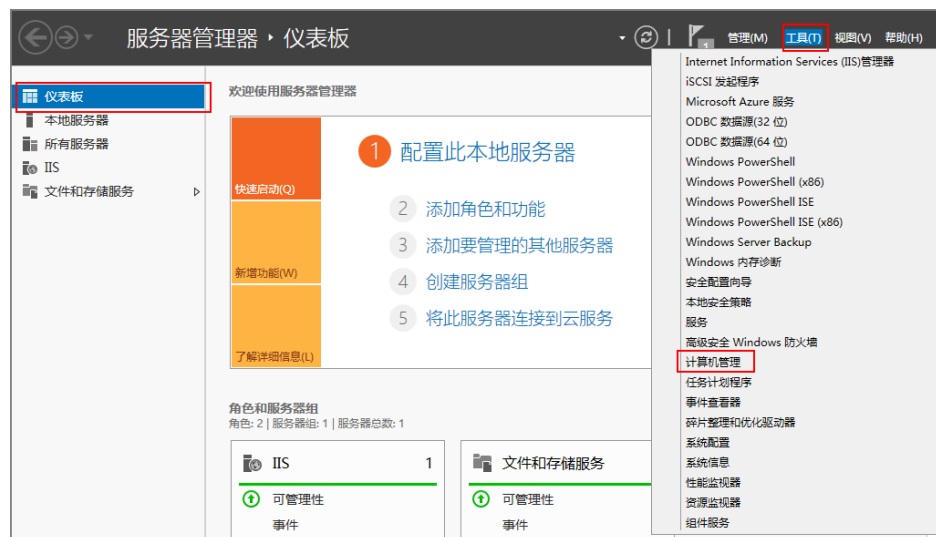 服务器管理器 · 仪表板
1
管理(M) 工具(T) 视图(V) 帮助(H)
仪表板
本地服务器
所有服务器
IIS
文件和存储服务
欢迎使用服务器管理器
快速启动(Q)
新增功能(W)
了解详细信息(L)
1 配置此本地服务器
2 添加角色和功能
3 添加要管理的其他服务器
4 创建服务器组
5 将此服务器连接到云服务
角色和服务器组
角色: 2 | 服务器组: 1 | 服务器总数: 1
IIS 1
可管理性
事件
文件和存储服务
可管理性
事件
Internet Information Services (IIS)管理器
iSCSI 发起程序
Microsoft Azure 服务
ODBC 数据源(32 位)
ODBC 数据源(64 位)
Windows PowerShell
Windows PowerShell (x86)
Windows PowerShell ISE
Windows PowerShell ISE (x86)
Windows Server Backup
Windows 内存诊断
安全配置向导
本地安全策略
服务
高级安全 Windows 防火墙
计算机管理
任务计划程序
事件查看器
碎片整理和优化驱动器
系统配置
系统信息
性能监视器
资源监视器
组件服务